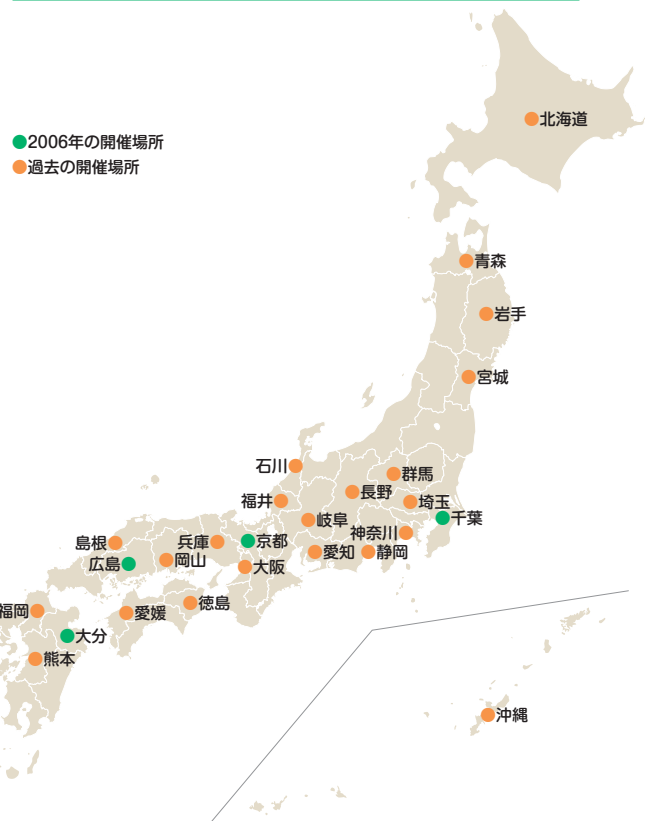 北海道
●2006年の開催場所
●過去の開催場所
青森
岩手
宮城
石川
群馬
長野
福井
埼玉
千葉
岐阜
神奈川
島根
兵庫
京都
愛知
静岡
広島
岡山
大阪
徳島
福岡
愛媛
大分
熊本
沖縄